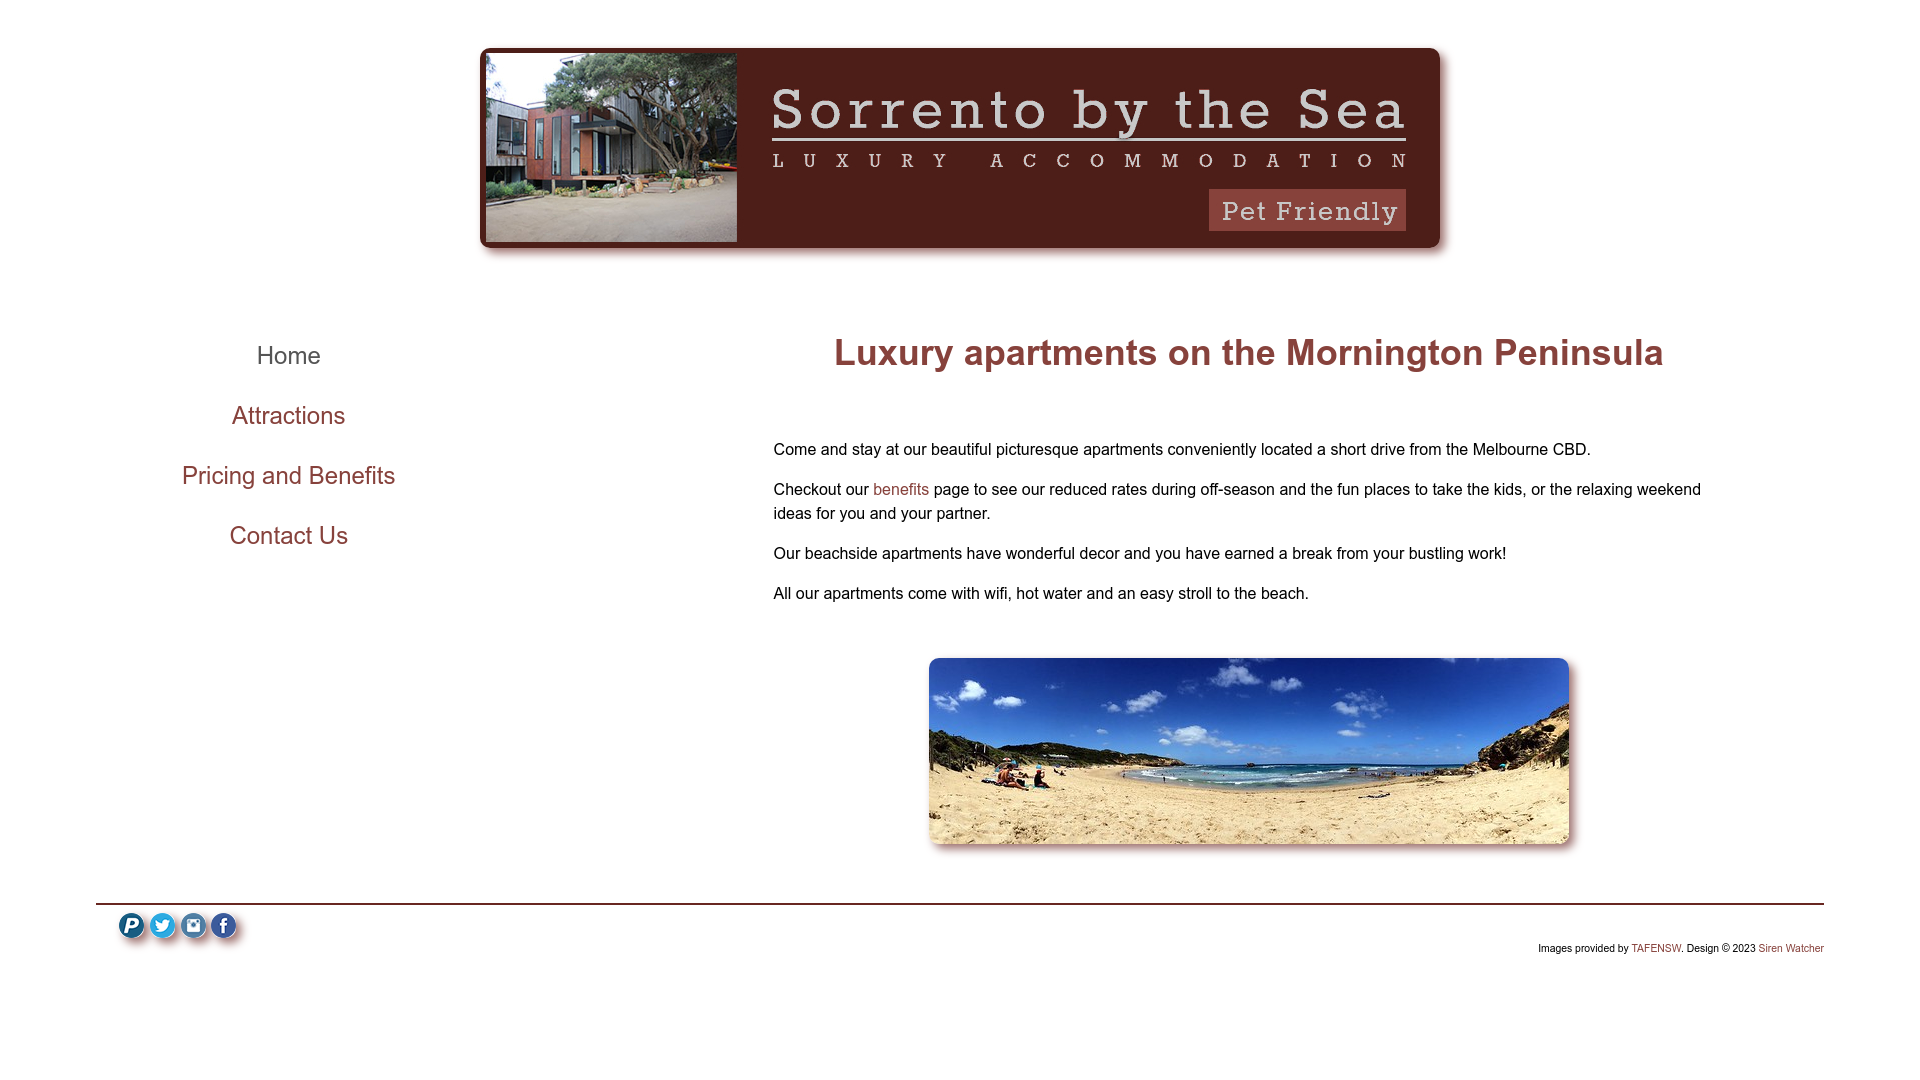 Sorrento by the Sea
LUXURY ACCOMMODATION
Pet Friendly
Home
Attractions
Pricing and Benefits
Contact Us
Luxury apartments on the Mornington Peninsula
Come and stay at our beautiful picturesque apartments conveniently located a short drive from the Melbourne CBD.
Checkout our benefits page to see our reduced rates during off-season and the fun places to take the kids, or the relaxing weekend
ideas for you and your partner.
Our beachside apartments have wonderful decor and you have earned a break from your bustling work!
All our apartments come with wifi, hot water and an easy stroll to the beach.
Images provided by TAFENSW. Design © 2023 Siren Watcher